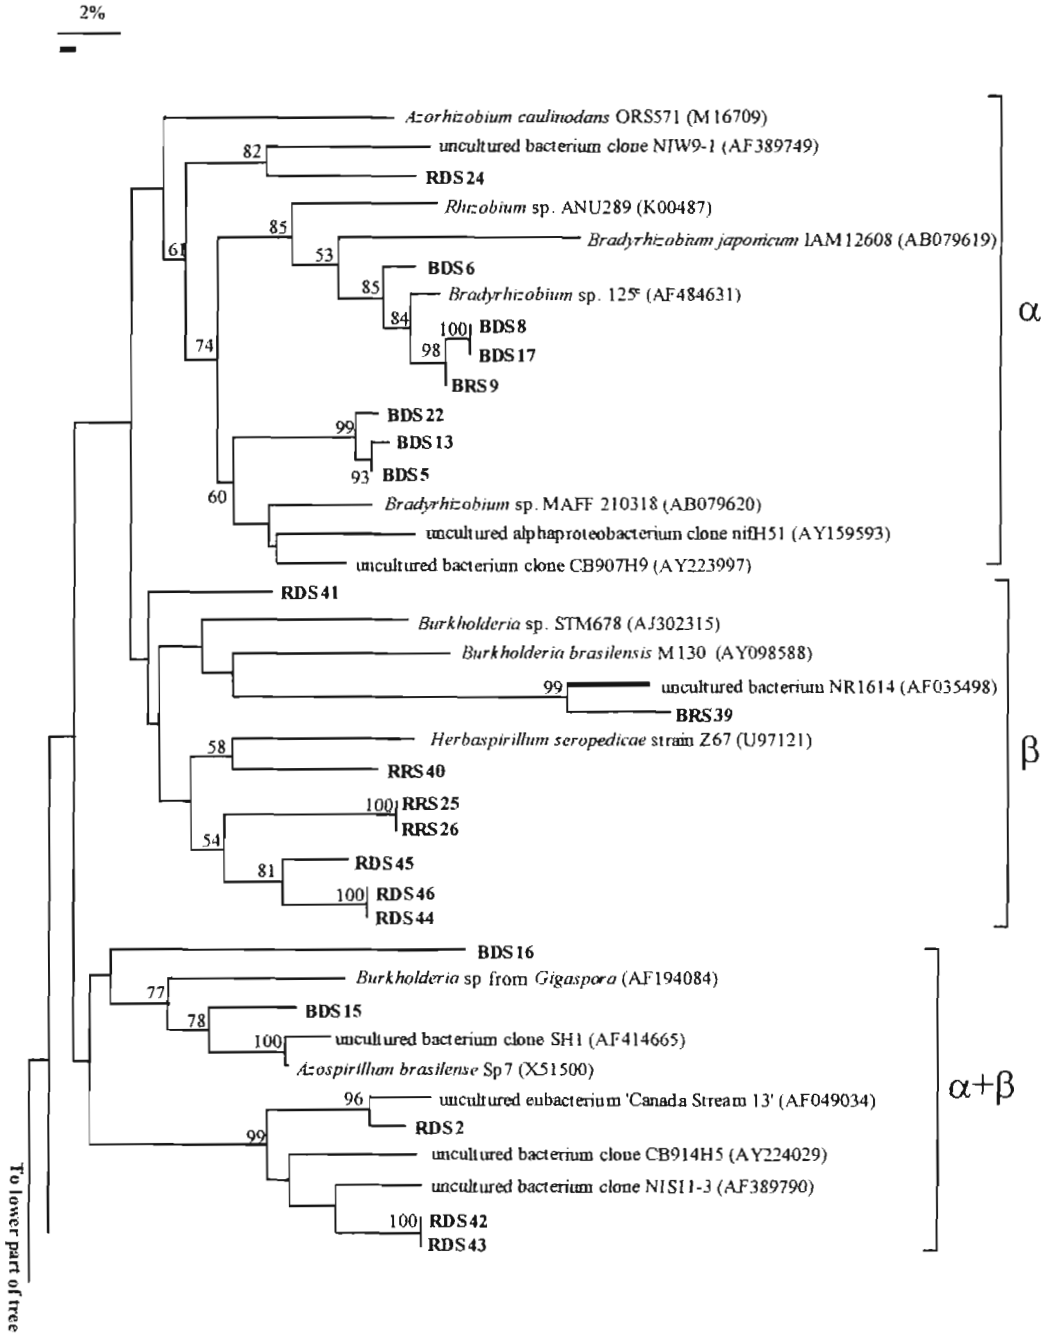 2%
Azorhizobium caulinodans ORS571 (M16709)
82
uncultured bacterium clone NIW9-1 (AF389749)
RDS24
Rhizobium sp. ANU289 (K00487)
85
61
53
Bradyrhizobium japonicum IAM12608 (AB079619)
BDS6
85
Bradyrhizobium sp. 125c (AF484631)
84
100
BDS8
98
BDS17
74
BRS9
α
BDS22
99
BDS13
93
BDS5
60
Bradyrhizobium sp. MAFF 210318 (AB079620)
uncultured alphaproteobacterium clone nifH51 (AY159593)
uncultured bacterium clone CB907H9 (AY223997)
RDS41
Burkholderia sp. STM678 (AJ302315)
Burkholderia brasilensis M130 (AY098588)
99
uncultured bacterium NR1614 (AF035498)
BRS39
58
Herbaspirillum seropedicae strain Z67 (U97121)
β
RRS40
100
RRS25
RRS26
54
81
RDS45
100
RDS46
RDS44
BDS16
77
Burkholderia sp from Gigaspora (AF194084)
78
BDS15
100
uncultured bacterium clone SH1 (AF414665)
Azospirillum brasilense Sp7 (X51500)
α+β
96
uncultured eubacterium 'Canada Stream 13' (AF049034)
99
RDS2
uncultured bacterium clone CB914H5 (AY224029)
uncultured bacterium clone NIS11-3 (AF389790)
100
RDS42
RDS43
To lower part of tree